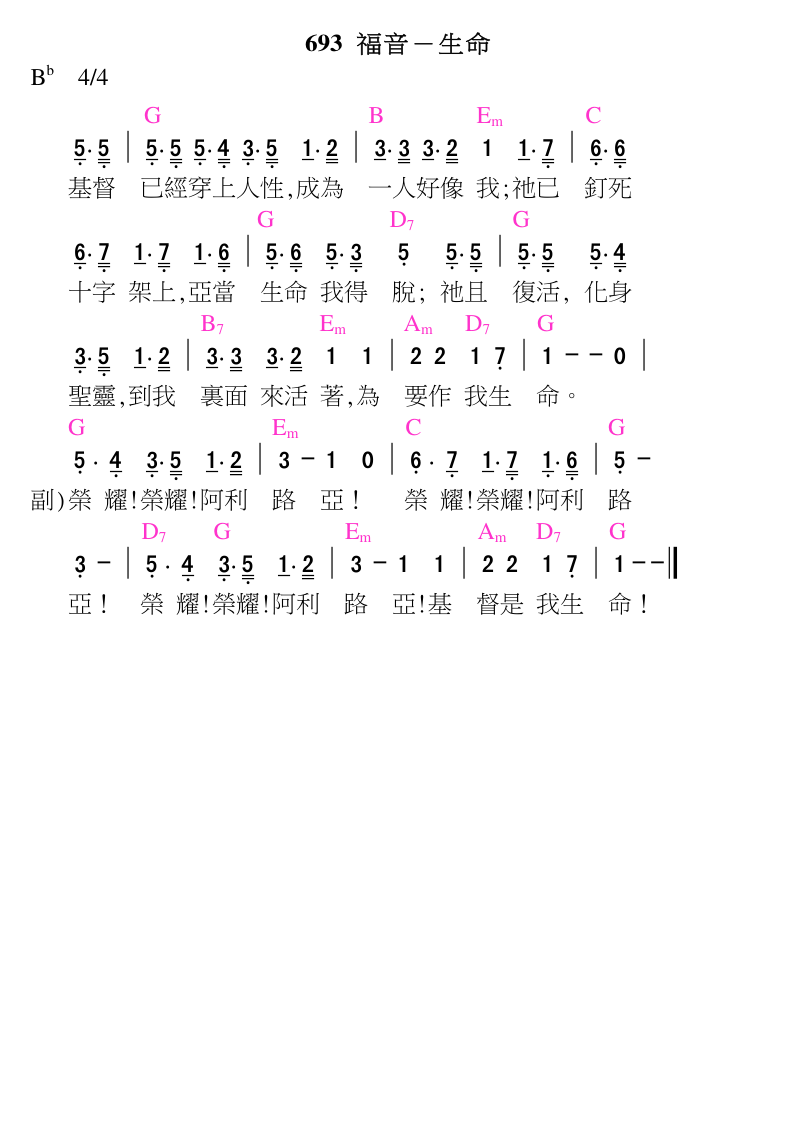 693 福音－生命
B♭ 4/4
G B Em C
5·5 | 5·5 5·4 3·5 1·2 | 3·3 3·2 1 1·7 | 6·6
基督 已經穿上人性,成為 一人好像 我;祂已 釘死
G D7 G
6·7 1·7 1·6 | 5·6 5·3 5 5·5 | 5·5 5·4
十字 架上,亞當 生命 我得 脫; 祂且 復活, 化身
B7 Em Am D7 G
3·5 1·2 | 3·3 3·2 1 1 | 2 2 1 7 | 1 － － 0 |
聖靈,到我 裏面 來活 著,為 要作 我生 命。
G Em C G
5 · 4 3·5 1·2 | 3 － 1 0 | 6 · 7 1·7 1·6 | 5 －
副)榮 耀!榮耀!阿利 路 亞! 榮 耀!榮耀!阿利 路
D7 G Em Am D7 G
3 － | 5 · 4 3·5 1·2 | 3 － 1 1 | 2 2 1 7 | 1 － － ‖
亞! 榮 耀!榮耀!阿利 路 亞!基 督是 我生 命!